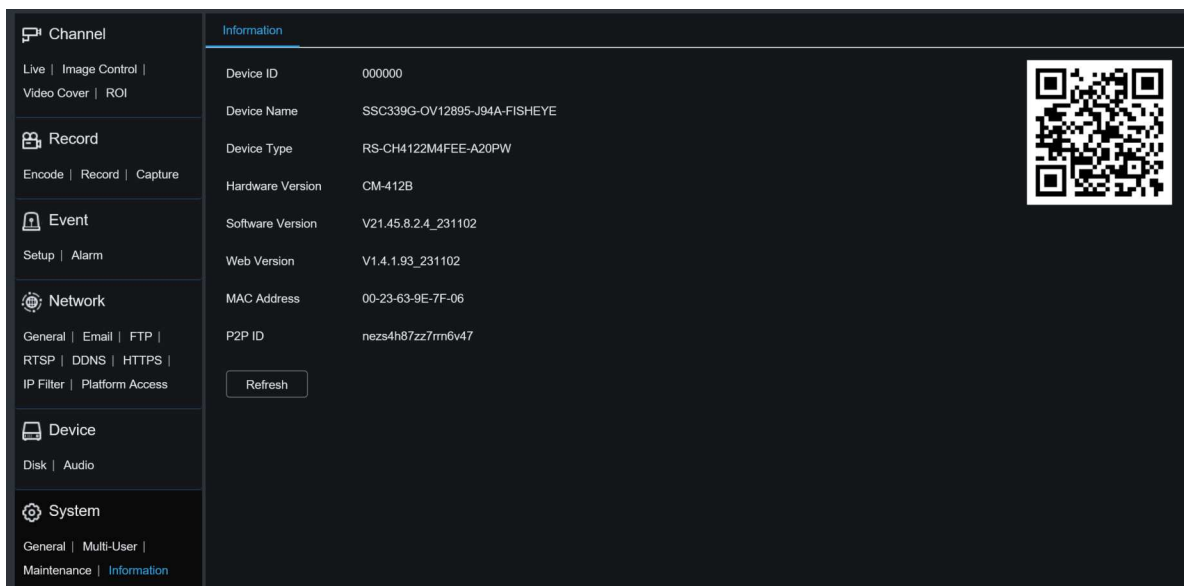 Channel
Live | Image Control |
Video Cover | ROI
Record
Encode | Record | Capture
Event
Setup | Alarm
Network
General | Email | FTP |
RTSP | DDNS | HTTPS |
IP Filter | Platform Access
Device
Disk | Audio
System
General | Multi-User |
Maintenance | Information
Information
Device ID 000000
Device Name SSC339G-OV12895-J94A-FISHEYE
Device Type RS-CH4122M4FEE-A20PW
Hardware Version CM-412B
Software Version V21.45.8.2.4_231102
Web Version V1.4.1.93_231102
MAC Address 00-23-63-9E-7F-06
P2P ID nezs4h87zz7rrn6v47
Refresh